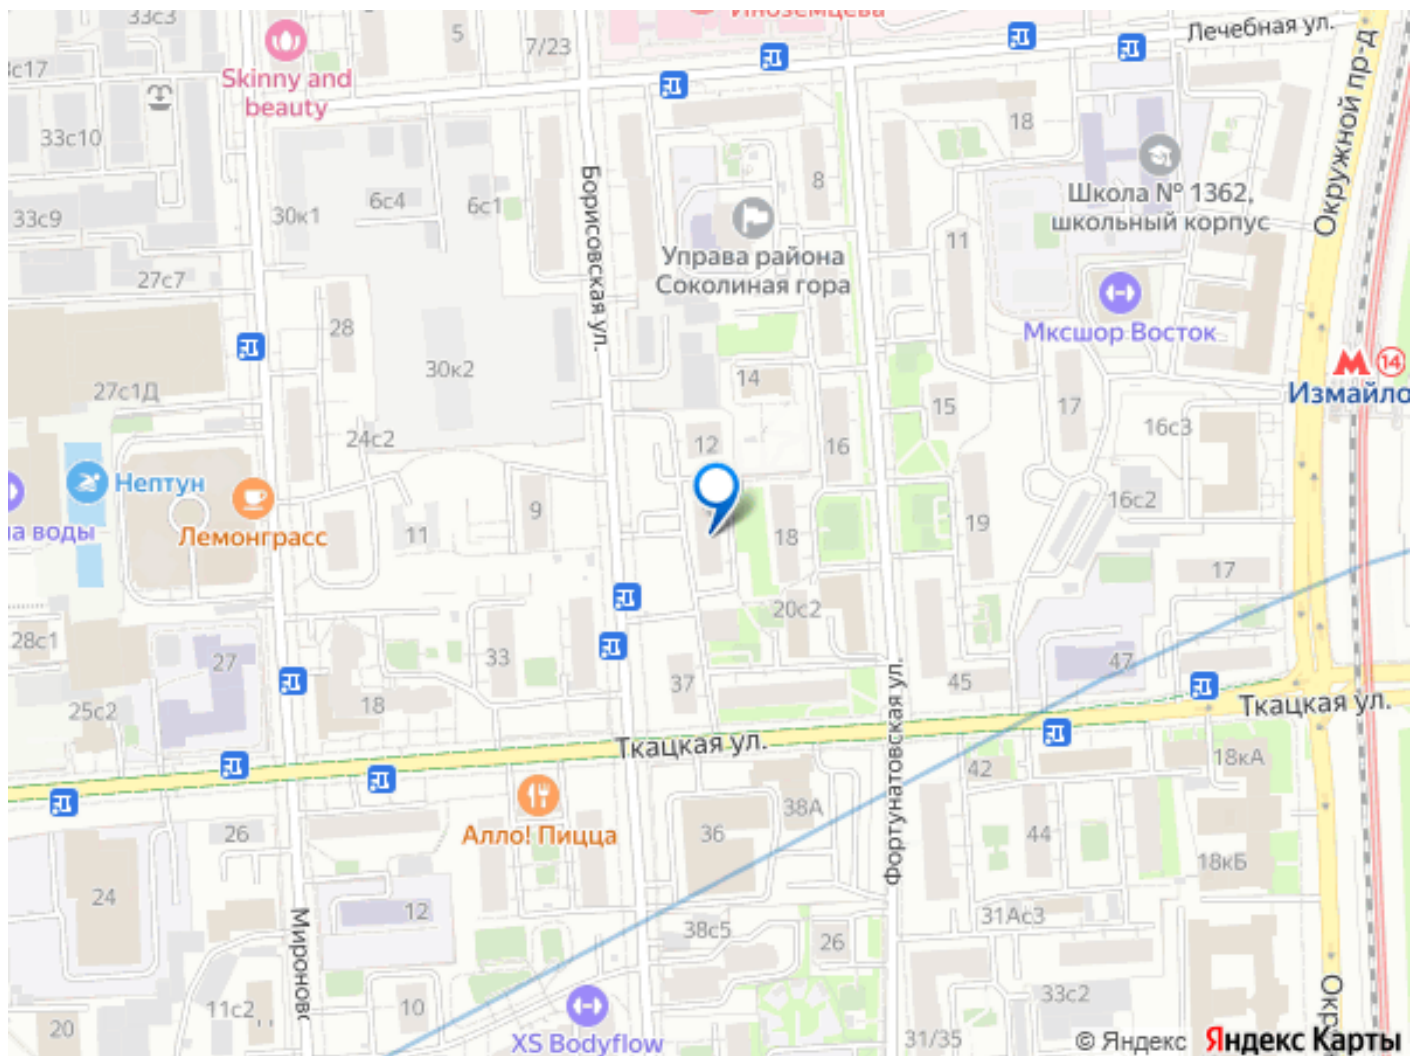 Иноземцева
Лечебная ул.
33с3
5
7/23
с17
Skinny and
beauty
Окружной пр-д
33с10
18
Школа № 1362,
школьный корпус
Борисовская ул.
8
6с4
6с1
30к1
33с9
11
Управа района
Соколиная гора
27с7
28
Мксшор Восток
30к2
14
14
Измайло
27с1Д
15
17
24с2
12
16
16с3
Нептун
16с2
9
а воды
Лемонграсс
11
18
19
17
20с2
28с1
27
33
37
45
47
25с2
18
Ткацкая ул.
Ткацкая ул.
Фортунатовская ул.
18кА
42
38А
26
Алло! Пицца
36
44
18кБ
24
12
Мироновс
38с5
31Ас3
26
11с2
10
33с2
Окр
20
XS Bodyflow
31/35
© Яндекс Яндекс Карты